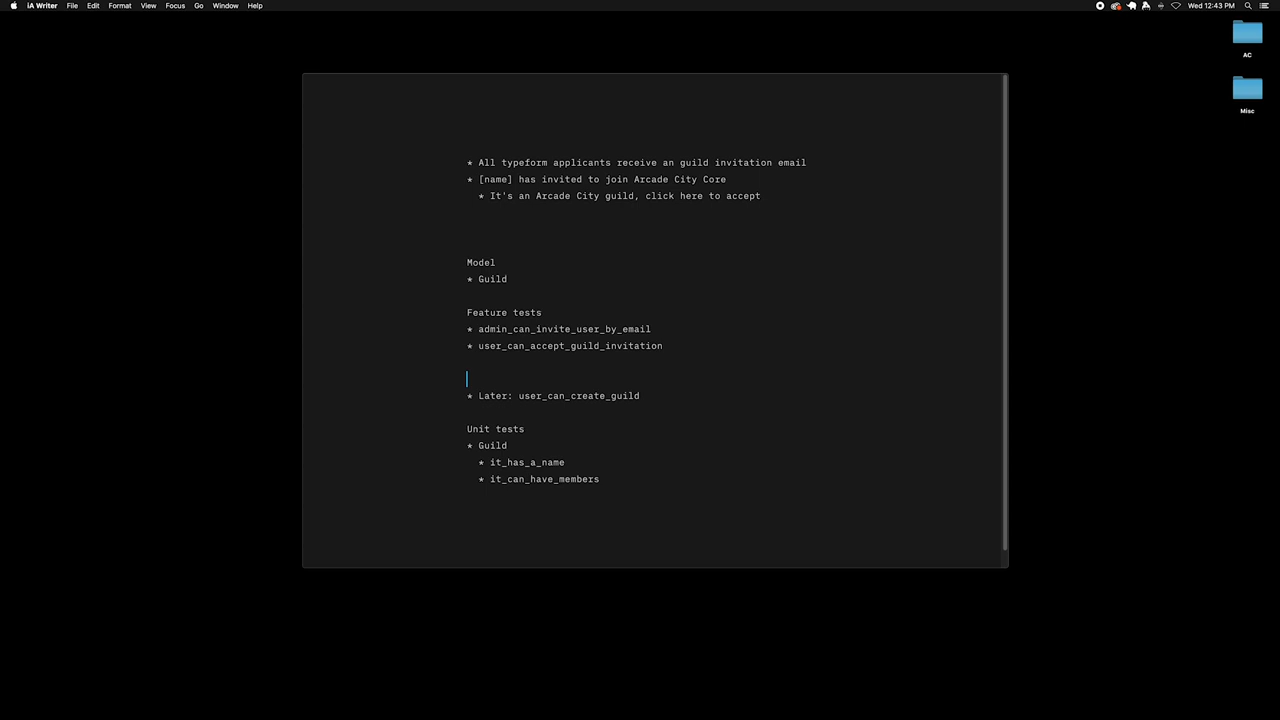 iA Writer File Edit Format View Focus Go Window Help Wed 12:43 PM
AC
Misc
* All typeform applicants receive an guild invitation email
* [name] has invited to join Arcade City Core
* It's an Arcade City guild, click here to accept
Model
* Guild
Feature tests
* admin_can_invite_user_by_email
* user_can_accept_guild_invitation
* Later: user_can_create_guild
Unit tests
* Guild
* it_has_a_name
* it_can_have_members